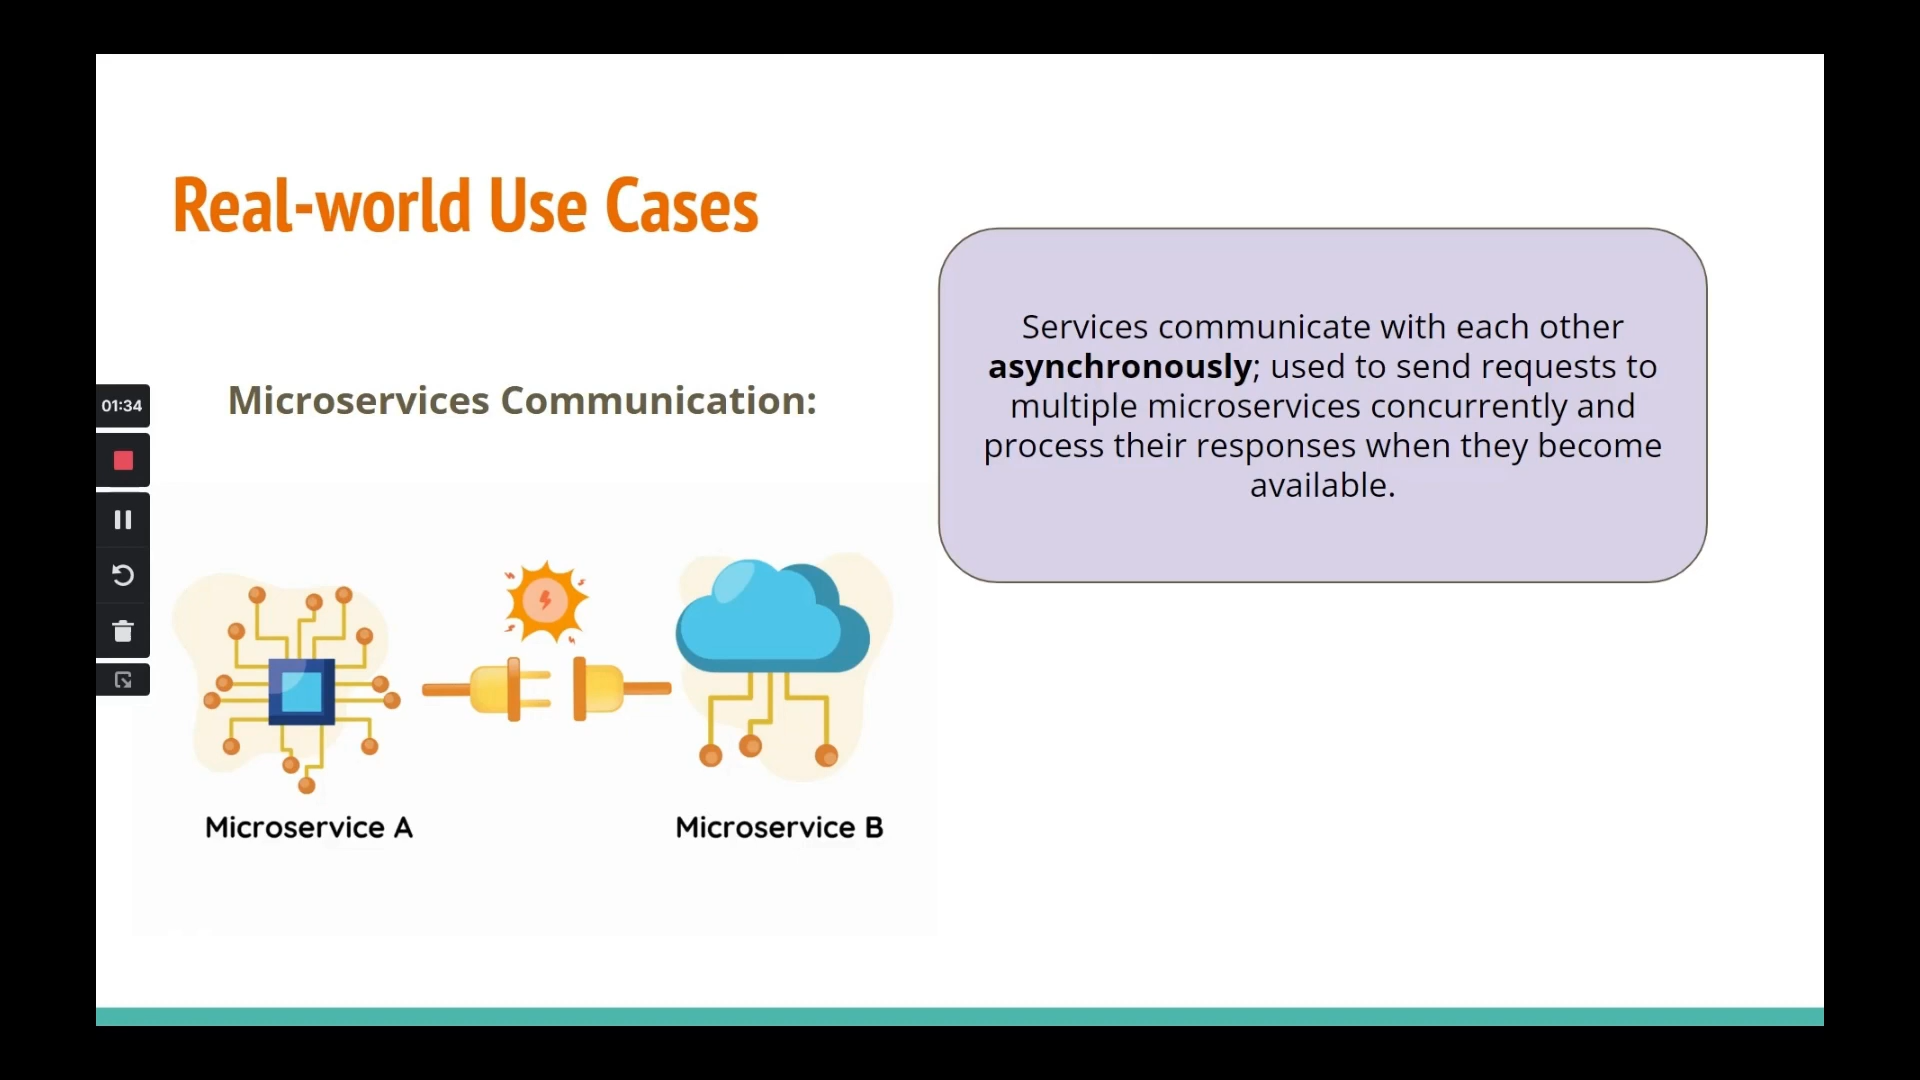 Real-world Use Cases
Microservices Communication:
Services communicate with each other
asynchronously; used to send requests to
multiple microservices concurrently and
process their responses when they become
available.
01:34
Microservice A
Microservice B